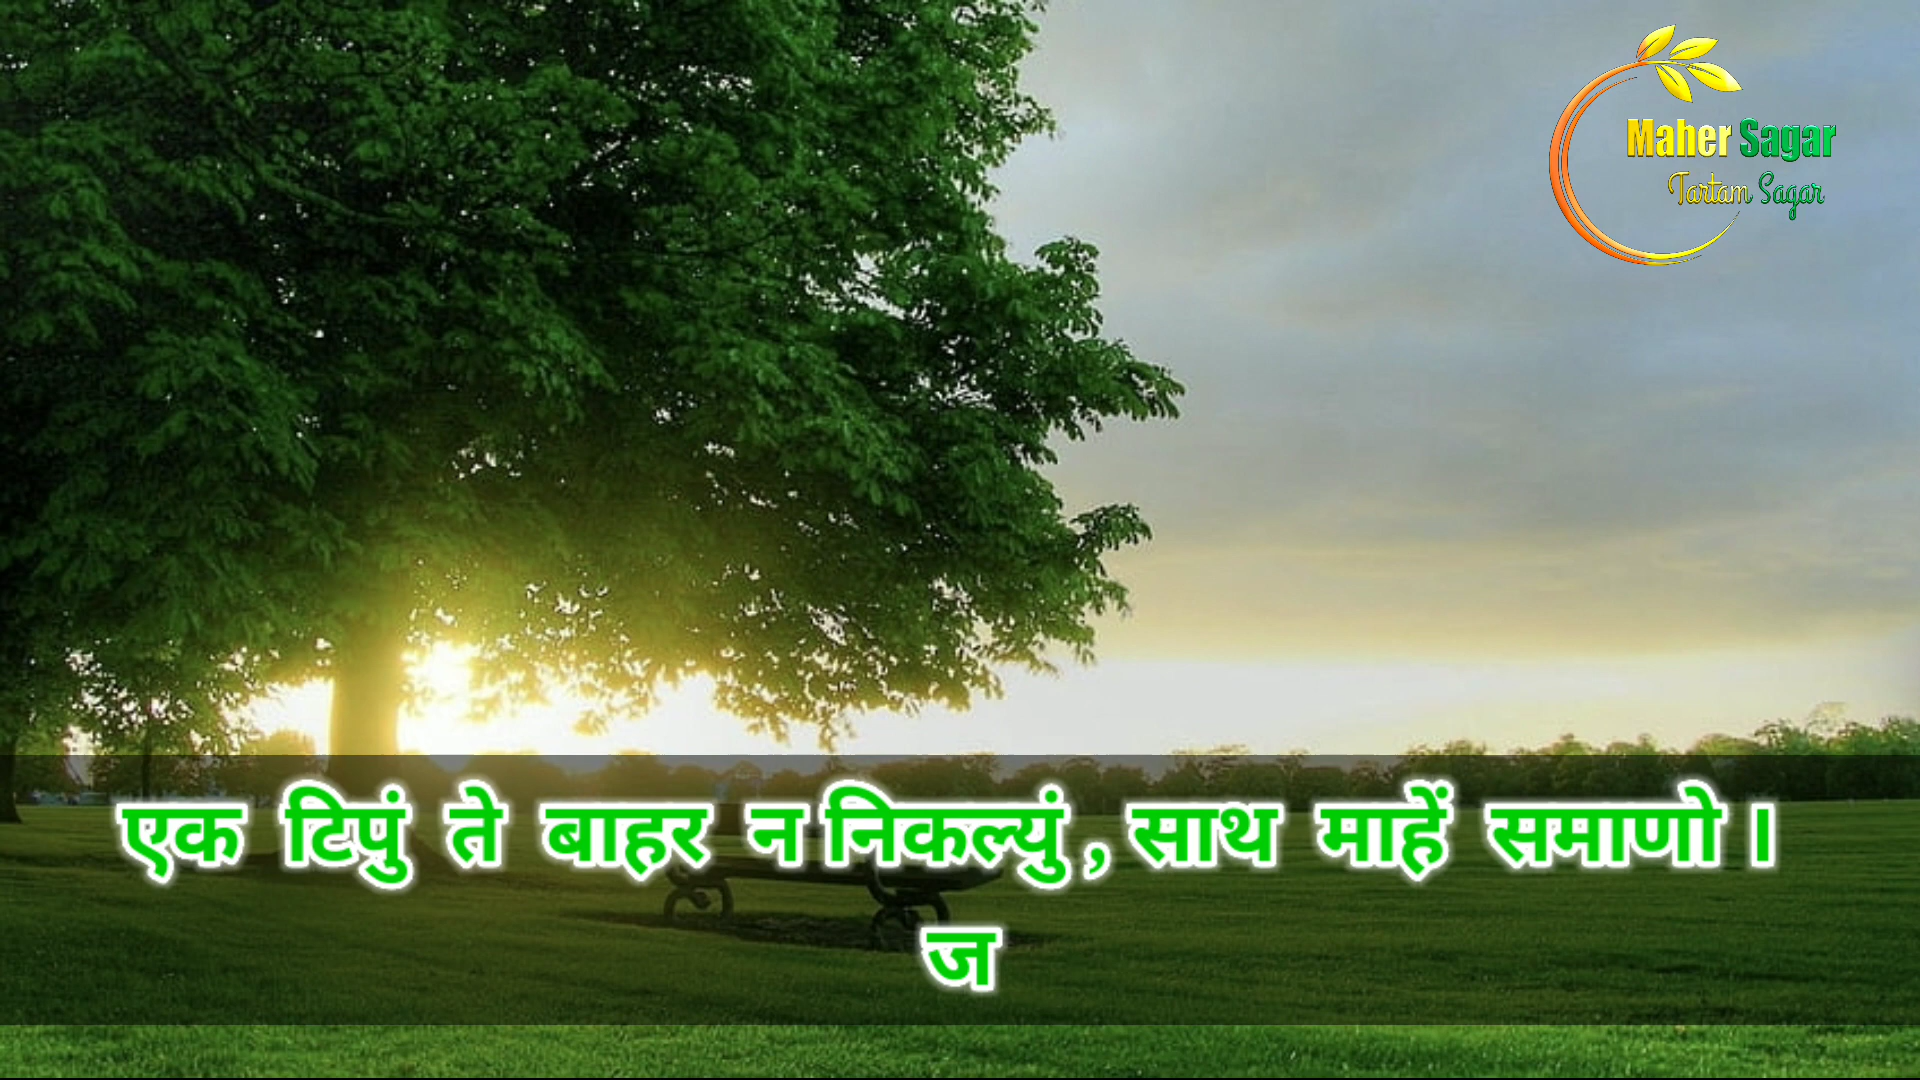 Maher Sagar
Tartam Sagar
एक टिपुं ते बाहर न निकल्युं , साथ माहें समाणो ।
ज